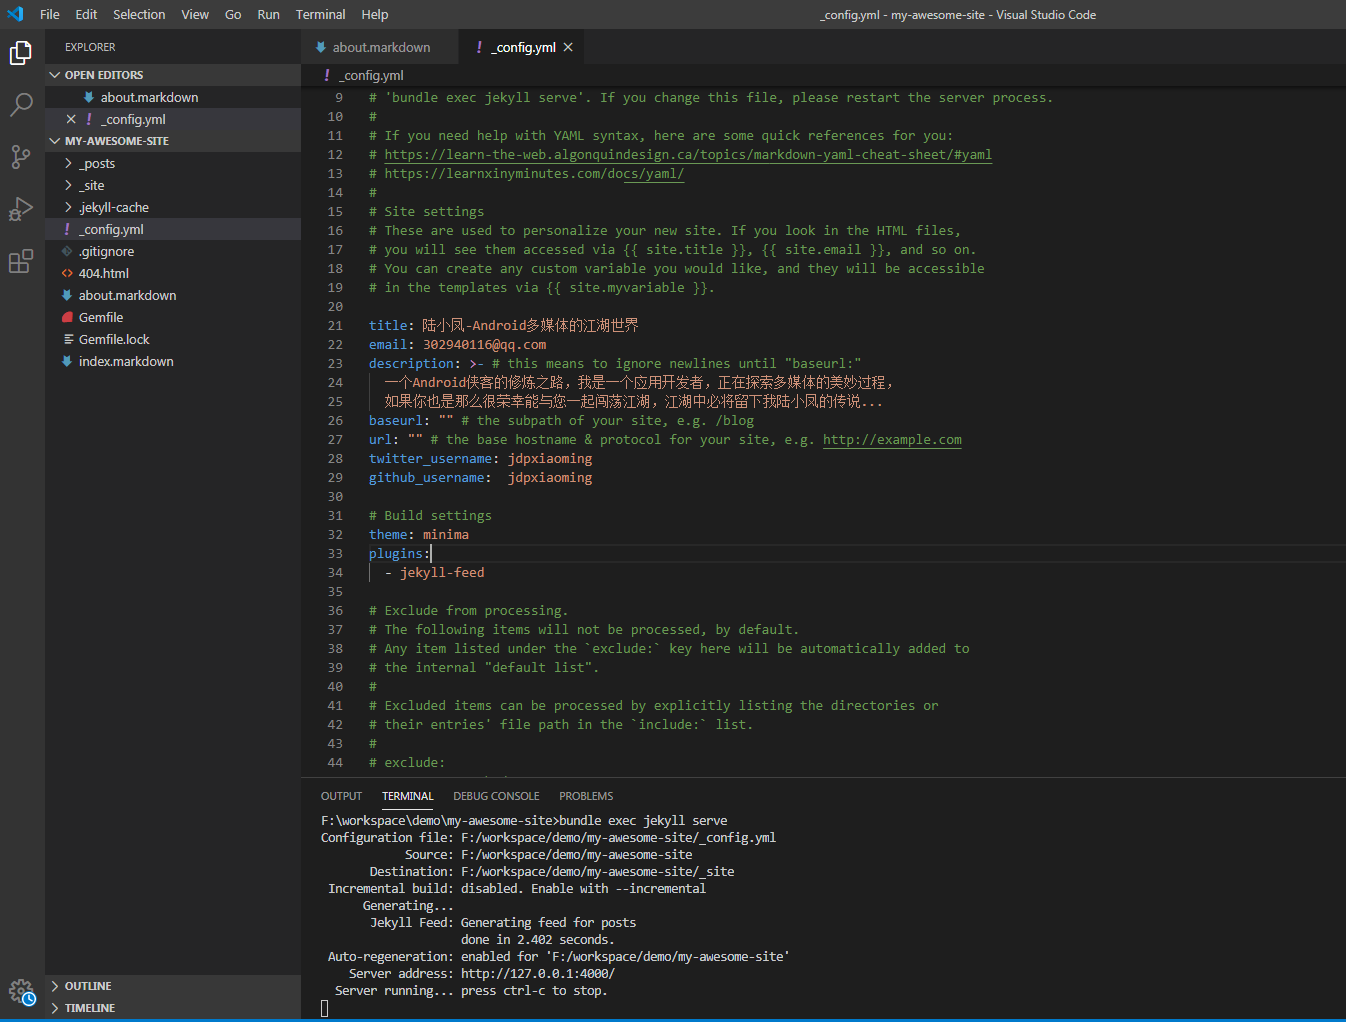 File Edit Selection View Go Run Terminal Help
_config.yml - my-awesome-site - Visual Studio Code
EXPLORER
OPEN EDITORS
about.markdown
_config.yml
MY-AWESOME-SITE
_posts
_site
.jekyll-cache
_config.yml
.gitignore
404.html
about.markdown
Gemfile
Gemfile.lock
index.markdown
OUTLINE
TIMELINE
about.markdown
! _config.yml
! _config.yml
9 # 'bundle exec jekyll serve'. If you change this file, please restart the server process.
10 #
11 # If you need help with YAML syntax, here are some quick references for you:
12 # https://learn-the-web.algonquindesign.ca/topics/markdown-yaml-cheat-sheet/#yaml
13 # https://learnxinyminutes.com/docs/yaml/
14 #
15 # Site settings
16 # These are used to personalize your new site. If you look in the HTML files,
17 # you will see them accessed via {{ site.title }}, {{ site.email }}, and so on.
18 # You can create any custom variable you would like, and they will be accessible
19 # in the templates via {{ site.myvariable }}.
20
21 title: 陆小凤-Android多媒体的江湖世界
22 email: 302940116@qq.com
23 description: >- # this means to ignore newlines until "baseurl:"
24 一个Android侠客的修炼之路，我是一个应用开发者，正在探索多媒体的美妙过程，
25 如果你也是那么很荣幸能与您一起闯荡江湖，江湖中必将留下我陆小凤的传说...
26 baseurl: "" # the subpath of your site, e.g. /blog
27 url: "" # the base hostname & protocol for your site, e.g. http://example.com
28 twitter_username: jdpxiaoming
29 github_username:  jdpxiaoming
30
31 # Build settings
32 theme: minima
33 plugins:
34 - jekyll-feed
35
36 # Exclude from processing.
37 # The following items will not be processed, by default.
38 # Any item listed under the `exclude:` key here will be automatically added to
39 # the internal "default list".
40 #
41 # Excluded items can be processed by explicitly listing the directories or
42 # their entries' file path in the `include:` list.
43 #
44 # exclude:
OUTPUT TERMINAL DEBUG CONSOLE PROBLEMS
F:\workspace\demo\my-awesome-site>bundle exec jekyll serve
Configuration file: F:/workspace/demo/my-awesome-site/_config.yml
Source: F:/workspace/demo/my-awesome-site
Destination: F:/workspace/demo/my-awesome-site/_site
Incremental build: disabled. Enable with --incremental
Generating...
Jekyll Feed: Generating feed for posts
done in 2.402 seconds.
Auto-regeneration: enabled for 'F:/workspace/demo/my-awesome-site'
Server address: http://127.0.0.1:4000/
Server running... press ctrl-c to stop.